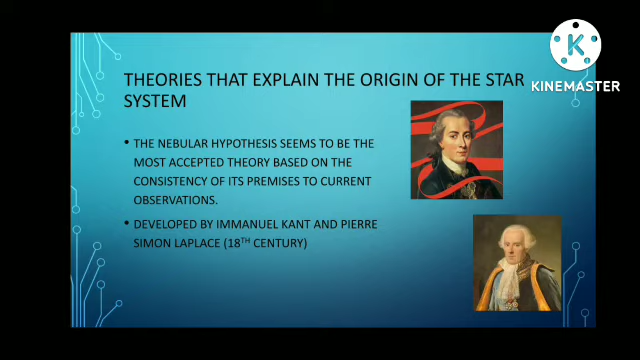 THEORIES THAT EXPLAIN THE ORIGIN OF THE STAR
SYSTEM
K
KINEMASTER
• THE NEBULAR HYPOTHESIS SEEMS TO BE THE
MOST ACCEPTED THEORY BASED ON THE
CONSISTENCY OF ITS PREMISES TO CURRENT
OBSERVATIONS.
• DEVELOPED BY IMMANUEL KANT AND PIERRE
SIMON LAPLACE (18TH CENTURY)